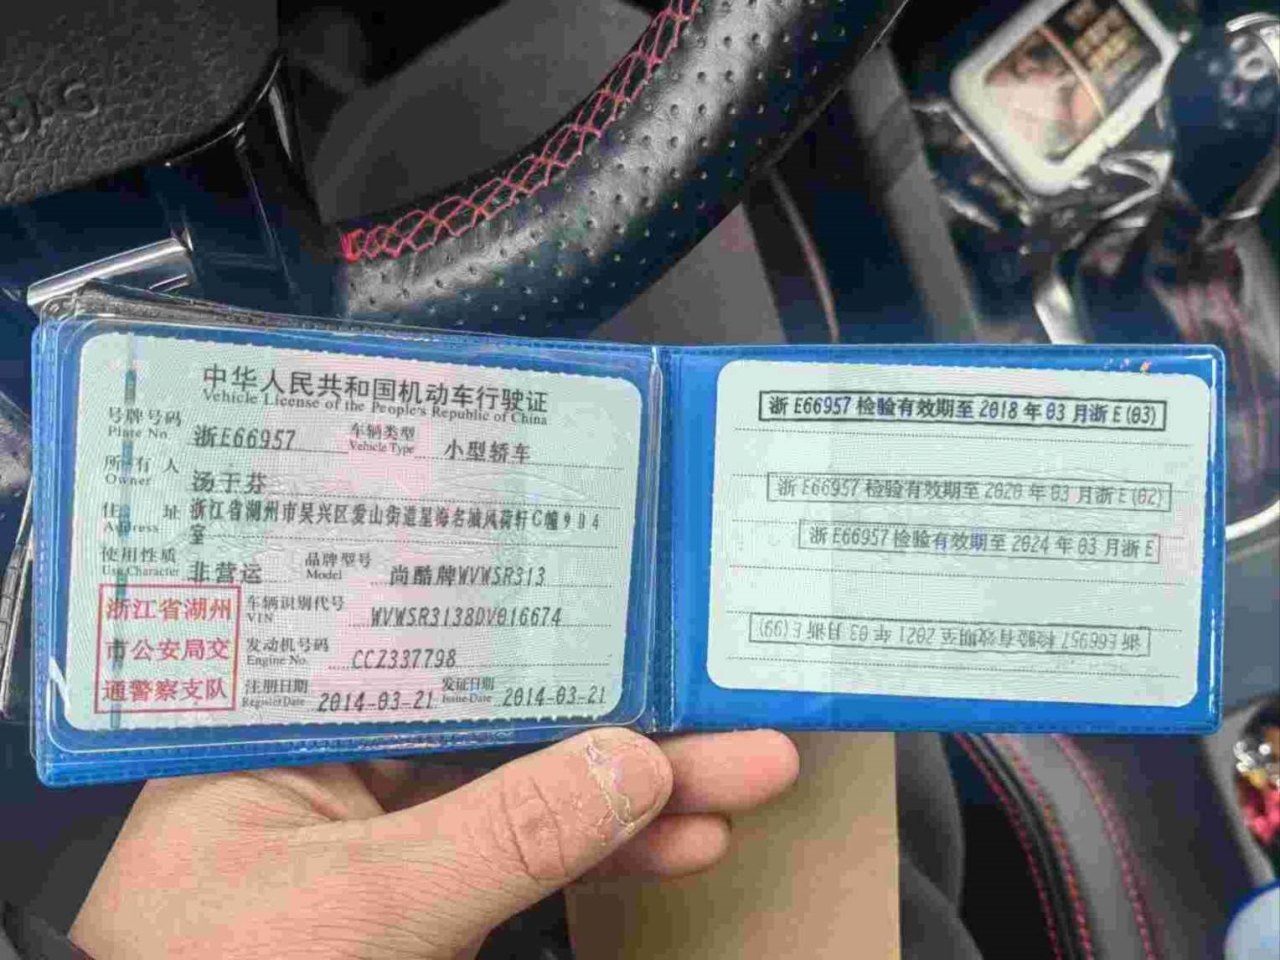 中华人民共和国机动车行驶证
Vehicle License of the People's Republic of China
号牌号码 浙E66957 车辆类型 小型轿车
Plate No. Vehicle Type
所有人 汤于芬
Owner
住址 浙江省湖州市吴兴区爱山街道星海名城风荷轩C幢904
Address 室
使用性质 非营运 品牌型号 尚酷牌WVWSR313
Use Character Model
浙江省湖州
市公安局交
通警察支队
车辆识别代号 WVWSR3138DV016674
VIN
发动机号码 CCZ337798
Engine No.
注册日期 2014-03-21 发证日期 2014-03-21
Register Date Issue Date
浙E66957检验有效期至2018年03月浙E(03)
浙E66957检验有效期至2020年03月浙E(02)
浙E66957检验有效期至2024年03月浙E
浙E66957检验有效期至2021年03月浙E(99)